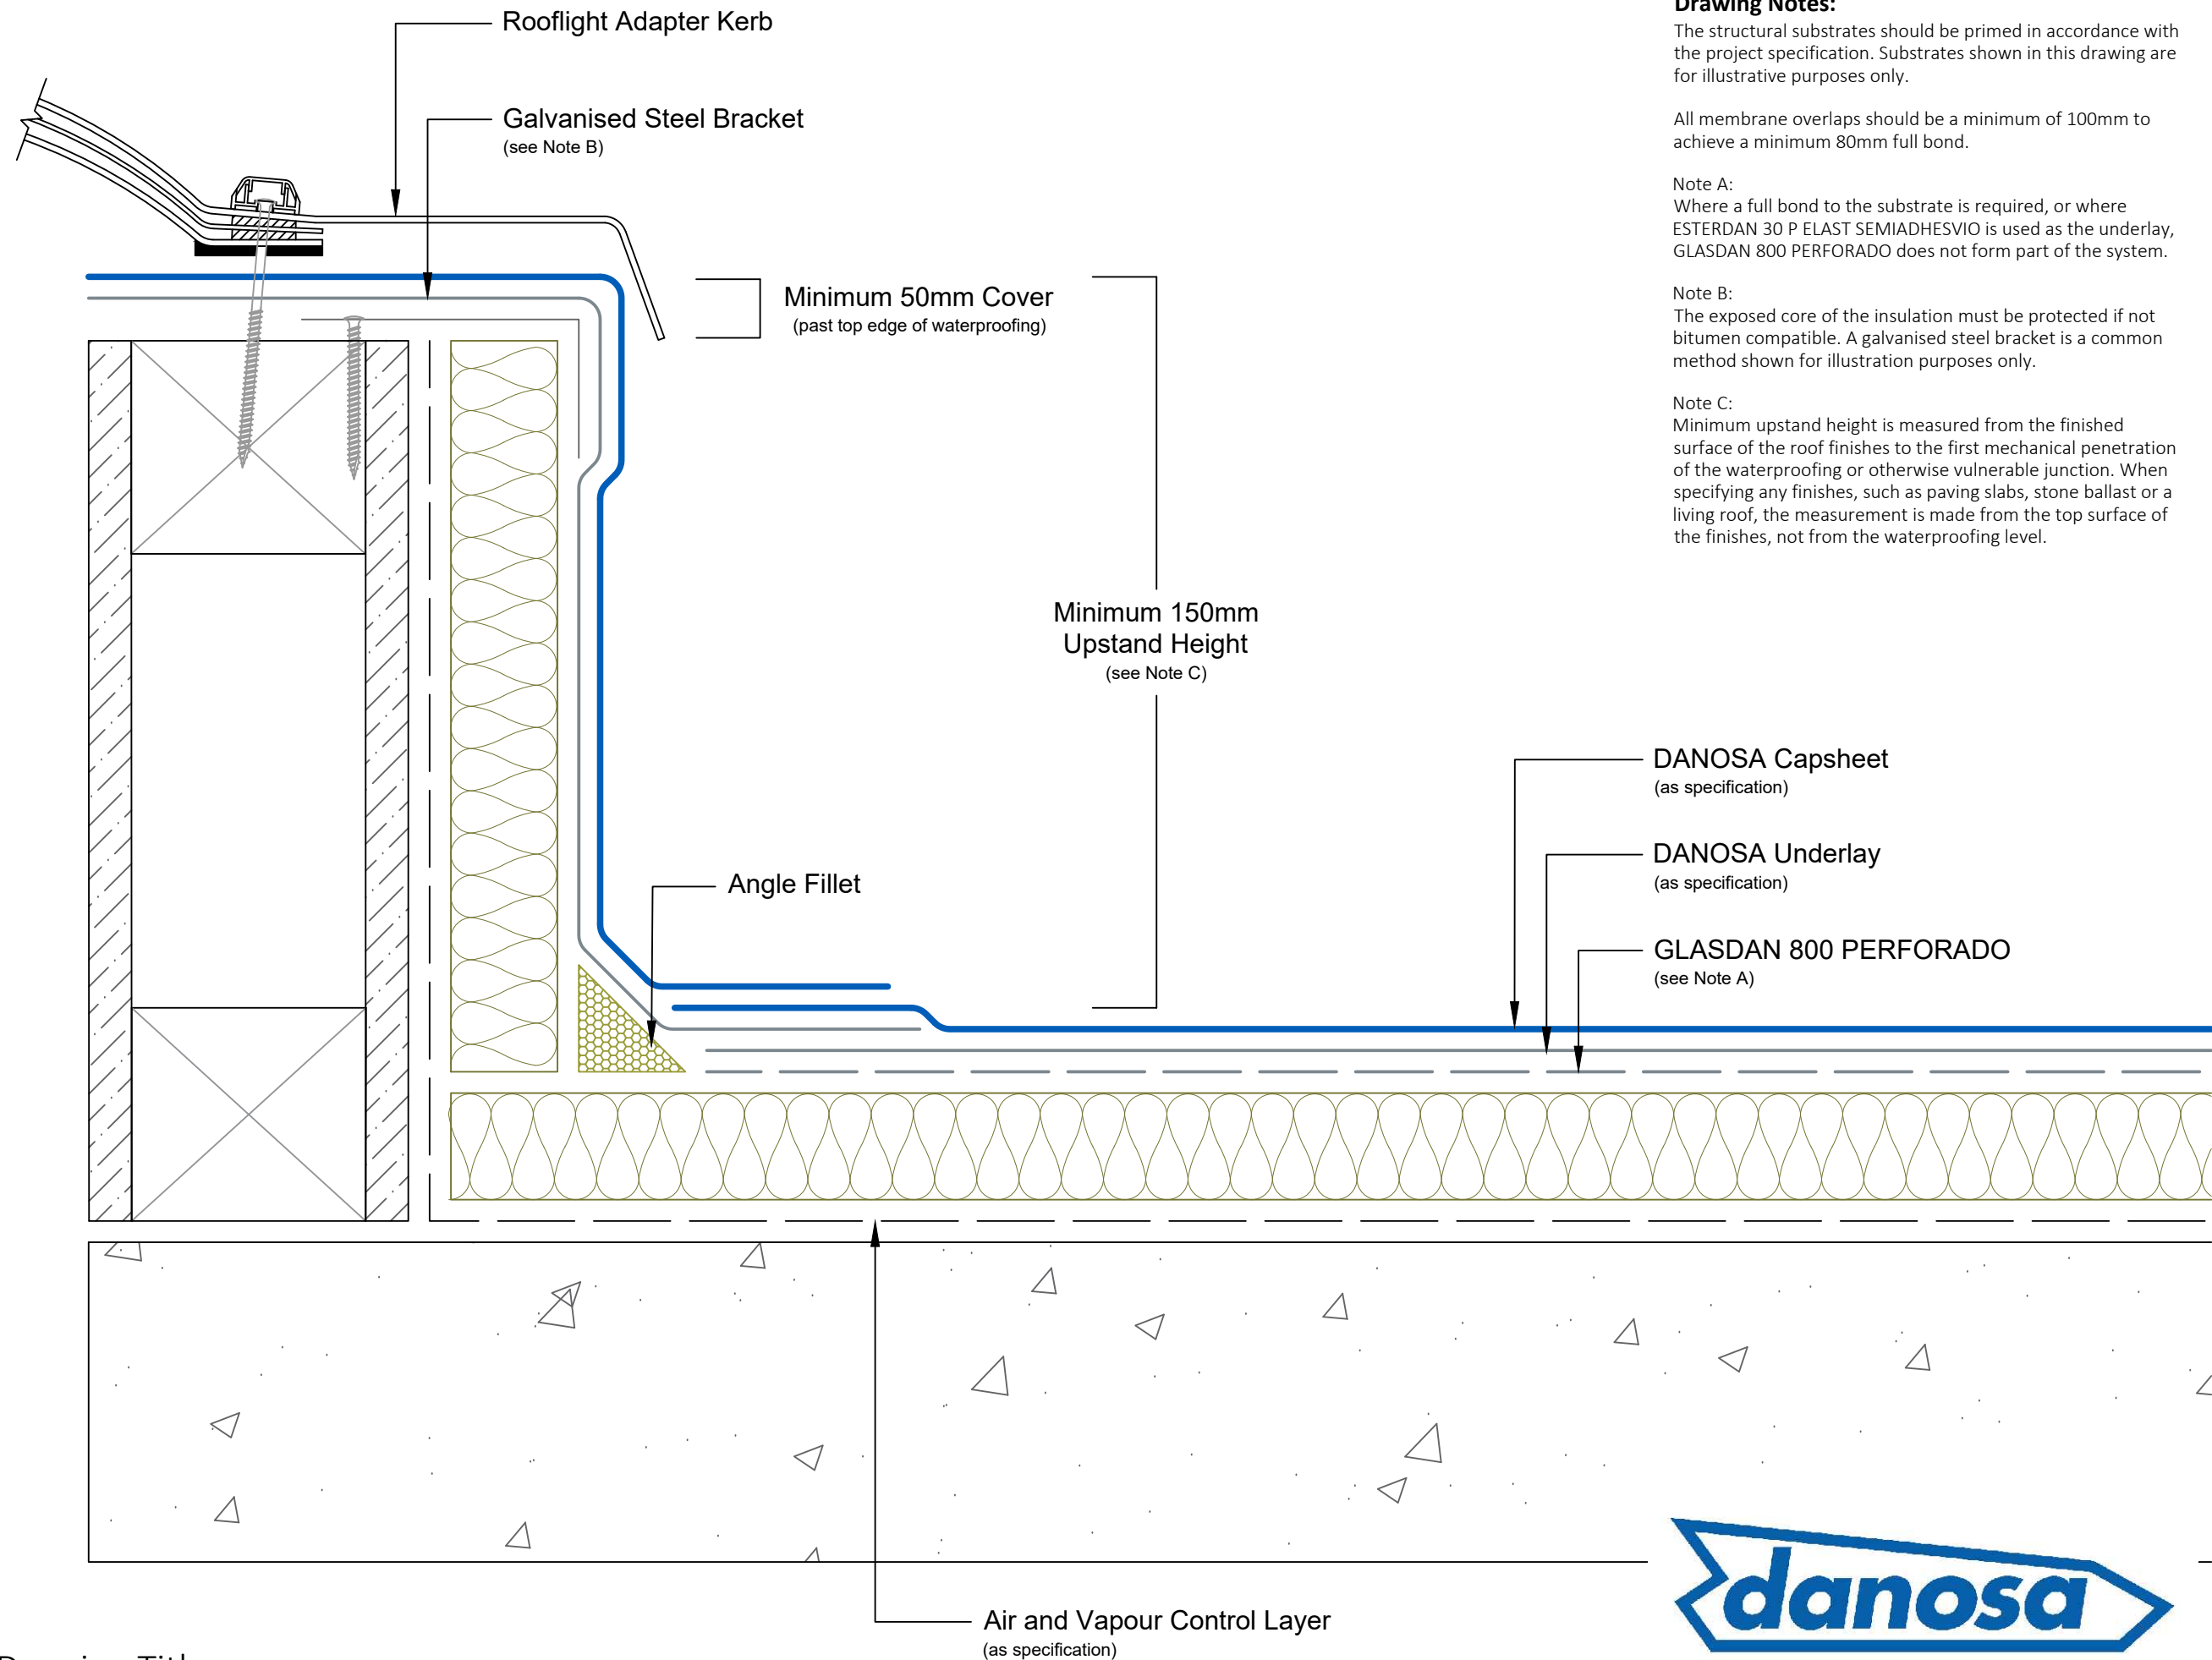 Rooflight Adapter Kerb
Galvanised Steel Bracket
(see Note B)
Minimum 50mm Cover
(past top edge of waterproofing)
Minimum 150mm
Upstand Height
(see Note C)
Angle Fillet
DANOSA Capsheet
(as specification)
DANOSA Underlay
(as specification)
GLASDAN 800 PERFORADO
(see Note A)
Air and Vapour Control Layer
(as specification)
Drawing Notes:
The structural substrates should be primed in accordance with
the project specification. Substrates shown in this drawing are
for illustrative purposes only.
All membrane overlaps should be a minimum of 100mm to
achieve a minimum 80mm full bond.
Note A:
Where a full bond to the substrate is required, or where
ESTERDAN 30 P ELAST SEMIADHESVIO is used as the underlay,
GLASDAN 800 PERFORADO does not form part of the system.
Note B:
The exposed core of the insulation must be protected if not
bitumen compatible. A galvanised steel bracket is a common
method shown for illustration purposes only.
Note C:
Minimum upstand height is measured from the finished
surface of the roof finishes to the first mechanical penetration
of the waterproofing or otherwise vulnerable junction. When
specifying any finishes, such as paving slabs, stone ballast or a
living roof, the measurement is made from the top surface of
the finishes, not from the waterproofing level.
danosa